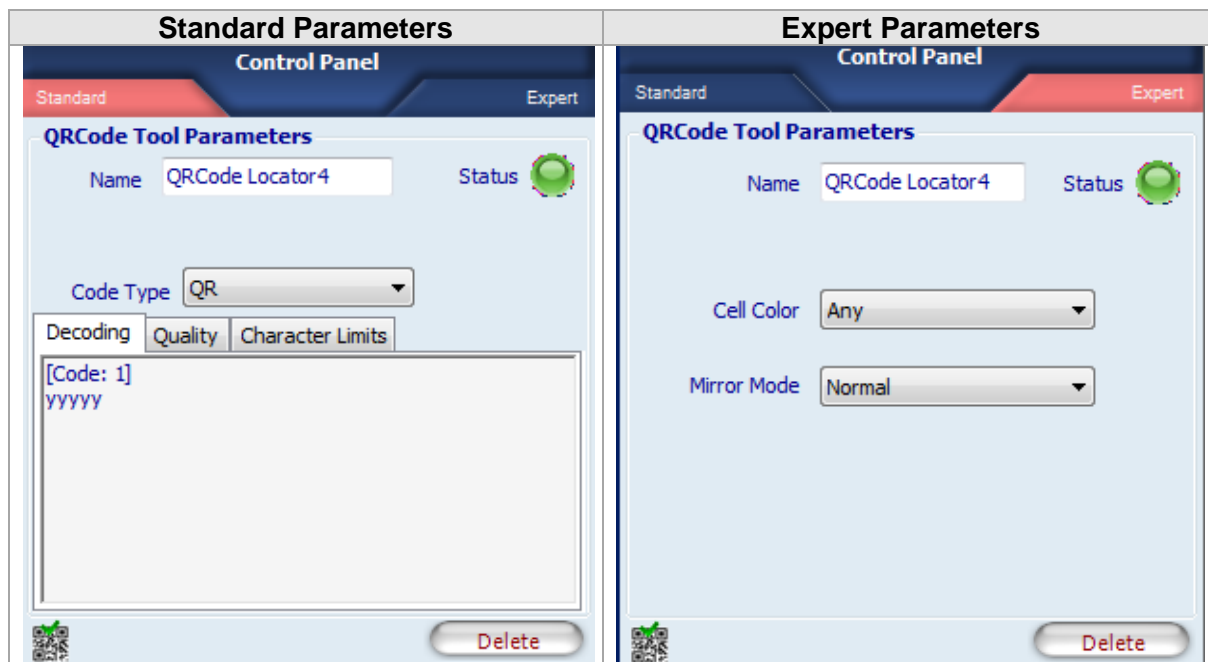 Standard Parameters
Control Panel
Standard
Expert
QRCode Tool Parameters
Name QRCode Locator4 Status
Code Type QR
Decoding Quality Character Limits
[Code: 1]
yyyyy
Delete
Expert Parameters
Control Panel
Standard
Expert
QRCode Tool Parameters
Name QRCode Locator4 Status
Cell Color Any
Mirror Mode Normal
Delete